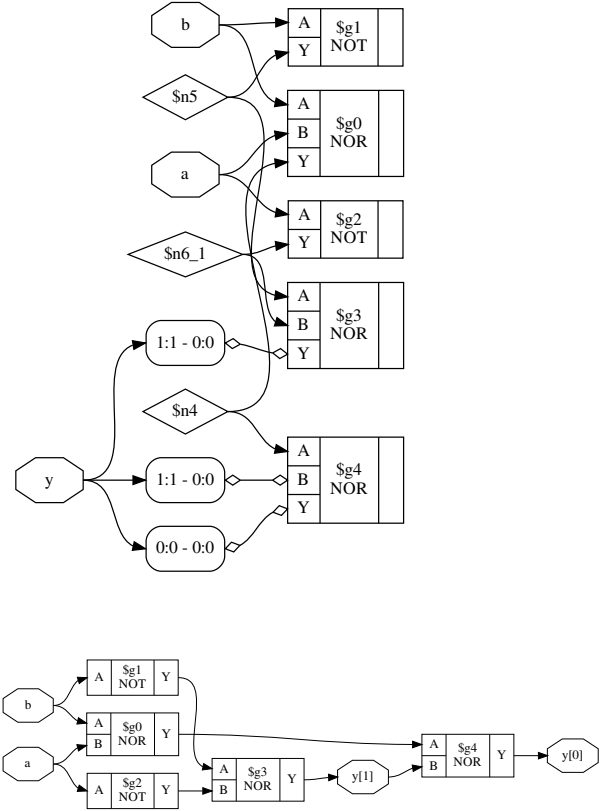 b
A
$g1
NOT
Y
$n5
A
$g0
NOR
B
Y
a
A
$g2
NOT
Y
$n6_1
A
$g3
NOR
B
Y
1:1 - 0:0
$n4
A
$g4
NOR
B
Y
y
1:1 - 0:0
0:0 - 0:0
b
A
$g1
NOT
Y
A
B
$g0
NOR
Y
a
A
$g2
NOT
Y
A
B
$g3
NOR
Y
y[1]
A
B
$g4
NOR
Y
y[0]